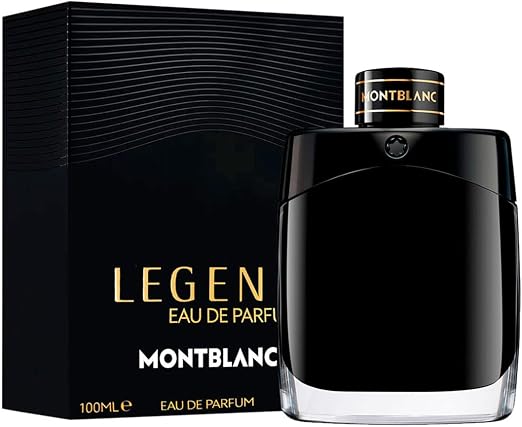 MONTBLANC
LEGEN
EAU DE PARFU
MONTBLANC
100ML℮ EAU DE PARFUM